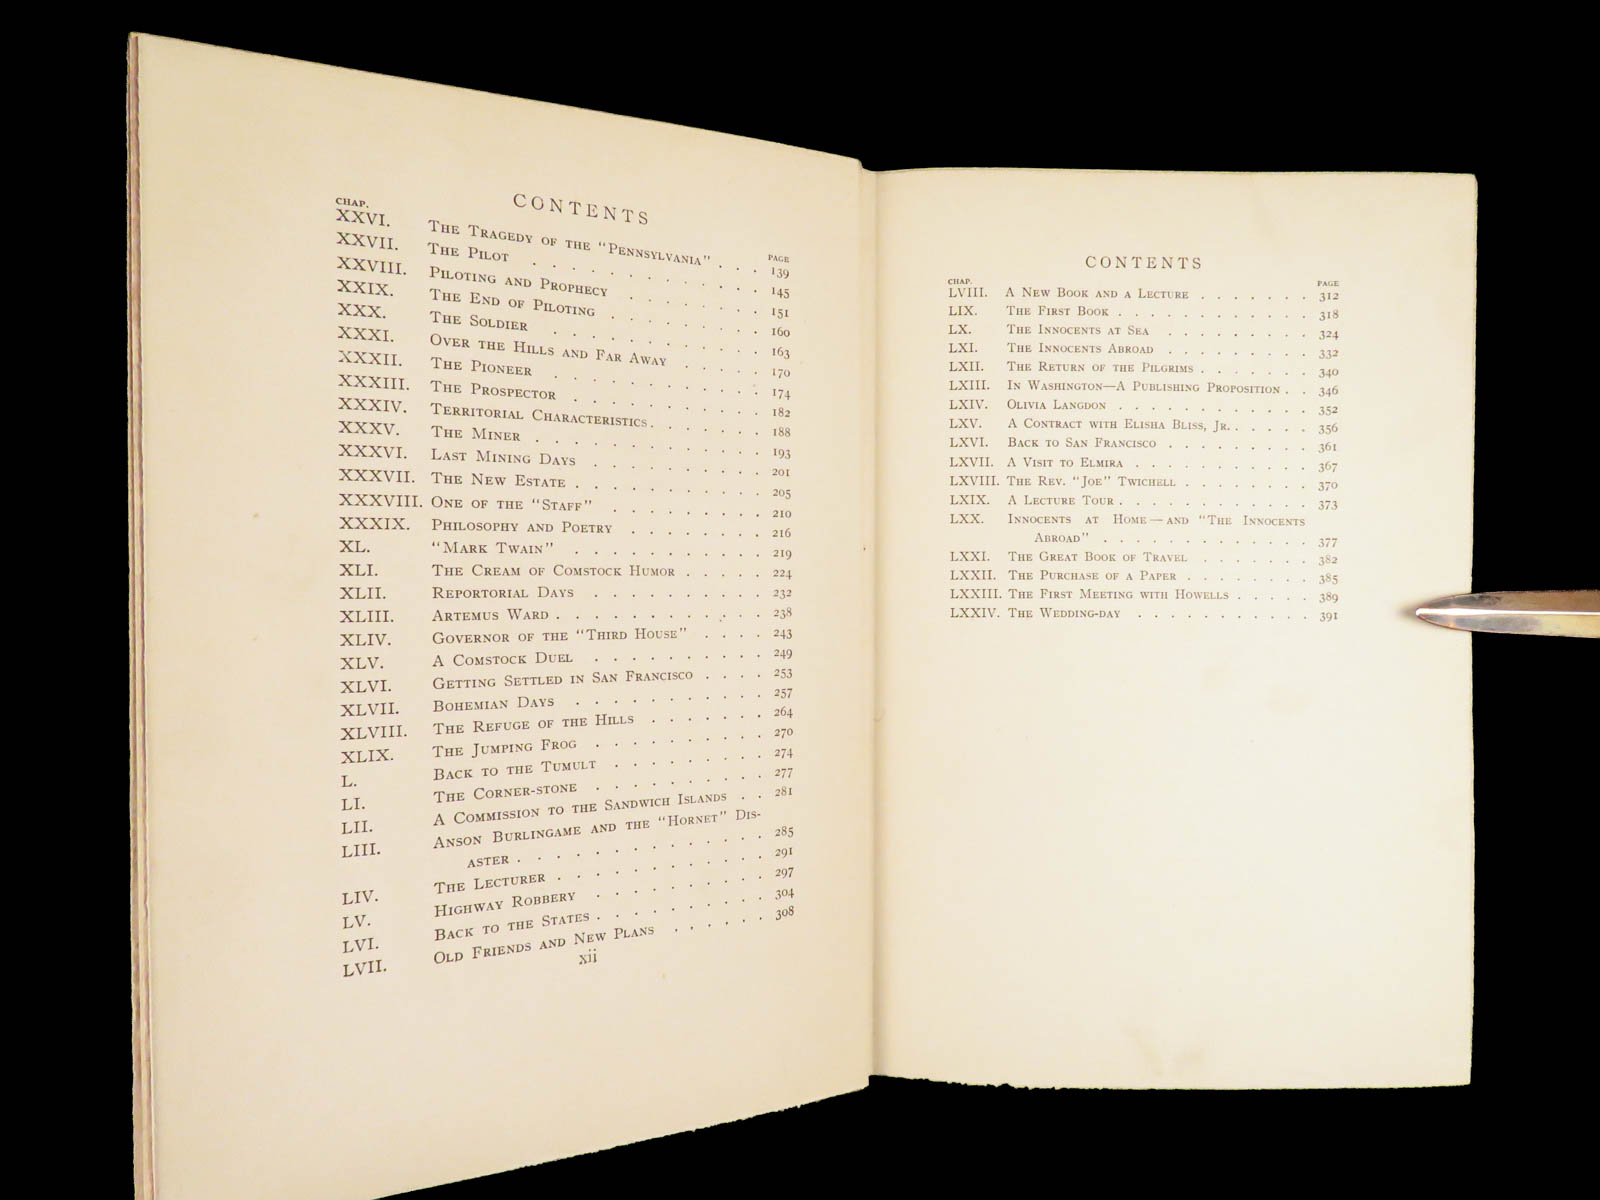 CONTENTS
CHAP. PAGE
XXVI. The Tragedy of the "Pennsylvania" . . . 139
XXVII. The Pilot . . . . . . . . . . . . 145
XXVIII. Piloting and Prophecy . . . . . . . 151
XXIX. The End of Piloting . . . . . . . . 160
XXX. The Soldier . . . . . . . . . . . 163
XXXI. Over the Hills and Far Away . . . . . 170
XXXII. The Pioneer . . . . . . . . . . . 174
XXXIII. The Prospector . . . . . . . . . . 182
XXXIV. Territorial Characteristics . . . . . . 188
XXXV. The Miner . . . . . . . . . . . . 193
XXXVI. Last Mining Days . . . . . . . . . 201
XXXVII. The New Estate . . . . . . . . . . 205
XXXVIII. One of the "Staff" . . . . . . . . 210
XXXIX. Philosophy and Poetry . . . . . . . 216
XL. "Mark Twain" . . . . . . . . . . 219
XLI. The Cream of Comstock Humor . . . . . 224
XLII. Reportorial Days . . . . . . . . . 232
XLIII. Artemus Ward . . . . . . . . . . . 238
XLIV. Governor of the "Third House" . . . . 243
XLV. A Comstock Duel . . . . . . . . . 249
XLVI. Getting Settled in San Francisco . . . . 253
XLVII. Bohemian Days . . . . . . . . . . 257
XLVIII. The Refuge of the Hills . . . . . . 264
XLIX. The Jumping Frog . . . . . . . . . 270
L. Back to the Tumult . . . . . . . . 274
LI. The Corner-stone . . . . . . . . . 277
LII. A Commission to the Sandwich Islands . . 281
LIII. Anson Burlingame and the "Hornet" Dis-
aster . . . . . . . . . . . . . 285
LIV. The Lecturer . . . . . . . . . . . 291
LV. Highway Robbery . . . . . . . . . 297
LVI. Back to the States . . . . . . . . . 304
LVII. Old Friends and New Plans . . . . . . 308
xii
CONTENTS
CHAP. PAGE
LVIII. A New Book and a Lecture . . . . . . . 312
LIX. The First Book . . . . . . . . . . . 318
LX. The Innocents at Sea . . . . . . . . 324
LXI. The Innocents Abroad . . . . . . . . 332
LXII. The Return of the Pilgrims . . . . . . 340
LXIII. In Washington—A Publishing Proposition . . 346
LXIV. Olivia Langdon . . . . . . . . . . . 352
LXV. A Contract with Elisha Bliss, Jr. . . . . 356
LXVI. Back to San Francisco . . . . . . . . 361
LXVII. A Visit to Elmira . . . . . . . . . . 367
LXVIII. The Rev. "Joe" Twichell . . . . . . . 370
LXIX. A Lecture Tour . . . . . . . . . . . 373
LXX. Innocents at Home—and "The Innocents
Abroad" . . . . . . . . . . . . 377
LXXI. The Great Book of Travel . . . . . . 382
LXXII. The Purchase of a Paper . . . . . . . 385
LXXIII. The First Meeting with Howells . . . . . 389
LXXIV. The Wedding-day . . . . . . . . . . 391